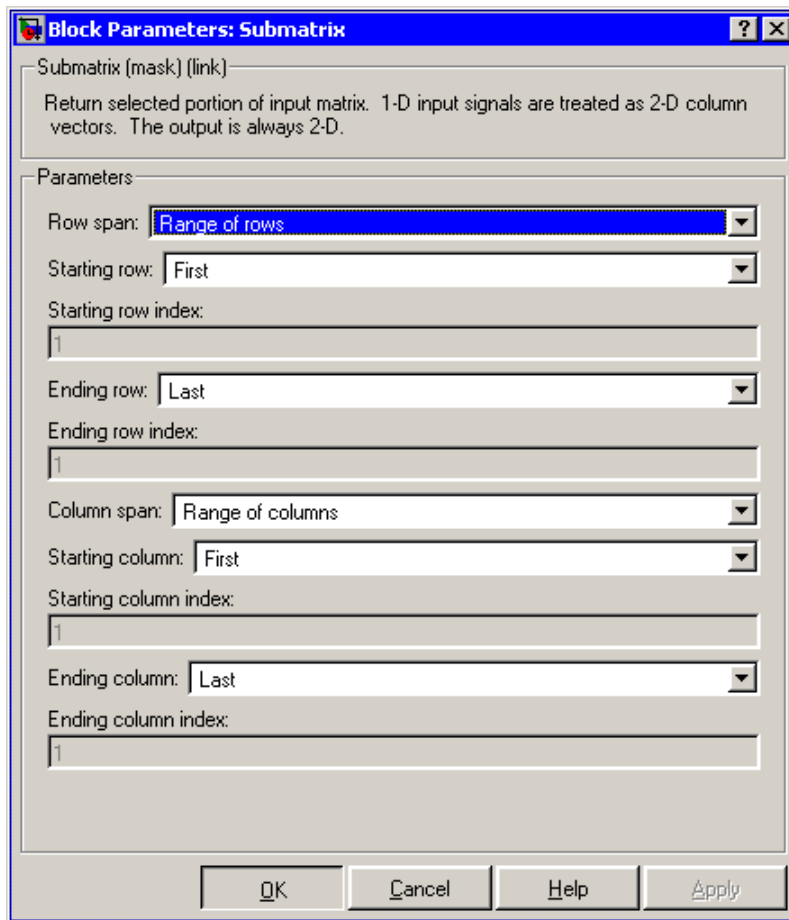 Block Parameters: Submatrix
Submatrix (mask) (link)
Return selected portion of input matrix. 1-D input signals are treated as 2-D column
vectors. The output is always 2-D.
Parameters
Row span: Range of rows
Starting row: First
Starting row index:
1
Ending row: Last
Ending row index:
1
Column span: Range of columns
Starting column: First
Starting column index:
1
Ending column: Last
Ending column index:
1
OK Cancel Help Apply